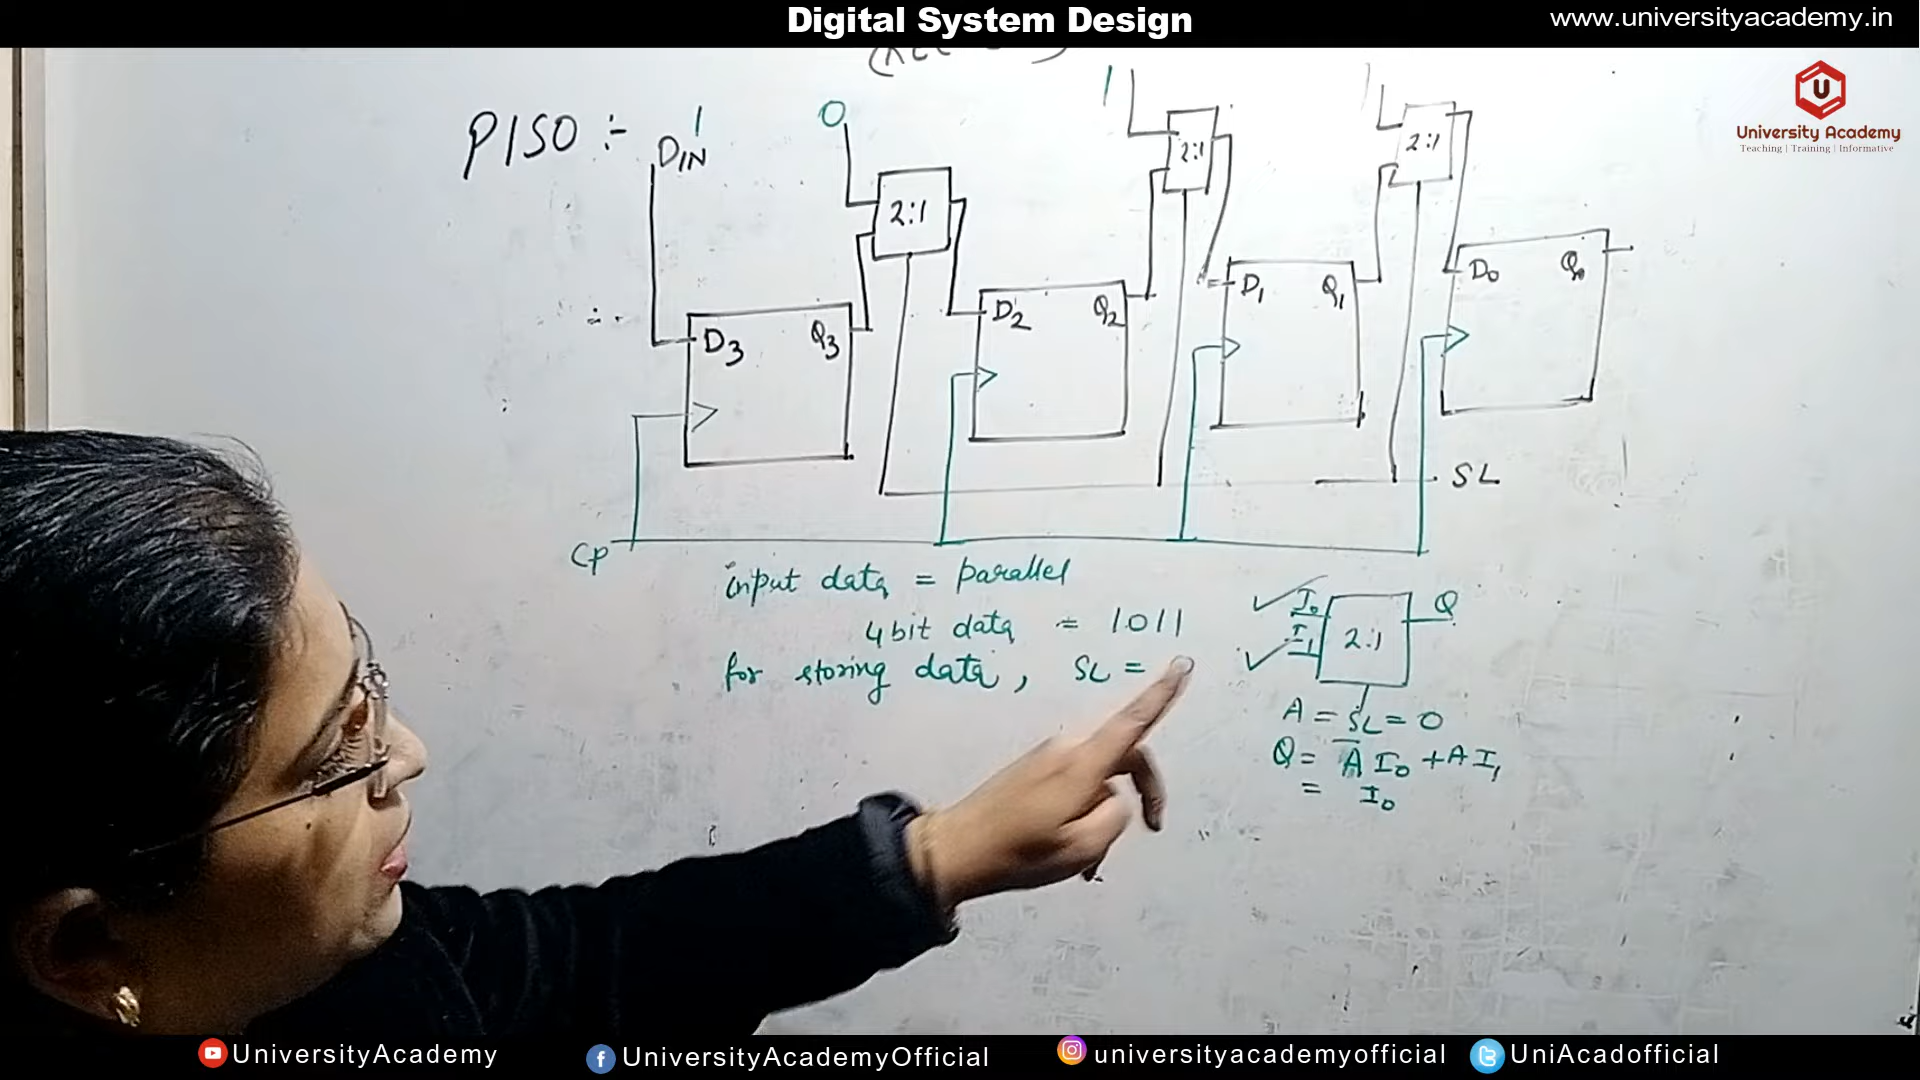 Digital System Design
www.universityacademy.in
U
University Academy
Teaching | Training | Informative
PISO :-
DIN
1
0
1
1
2:1
2:1
2:1
D3
Q3
D2
Q2
D1
Q1
D0
Q0
SL
CP
input data = parallel
4 bit data = 1011
for storing data, SL = 0
I0
I1
2:1
Q
A = SL = 0
Q = A̅ I0 + A I1
= I0
UniversityAcademy
UniversityAcademyOfficial
universityacademyofficial
UniAcadofficial